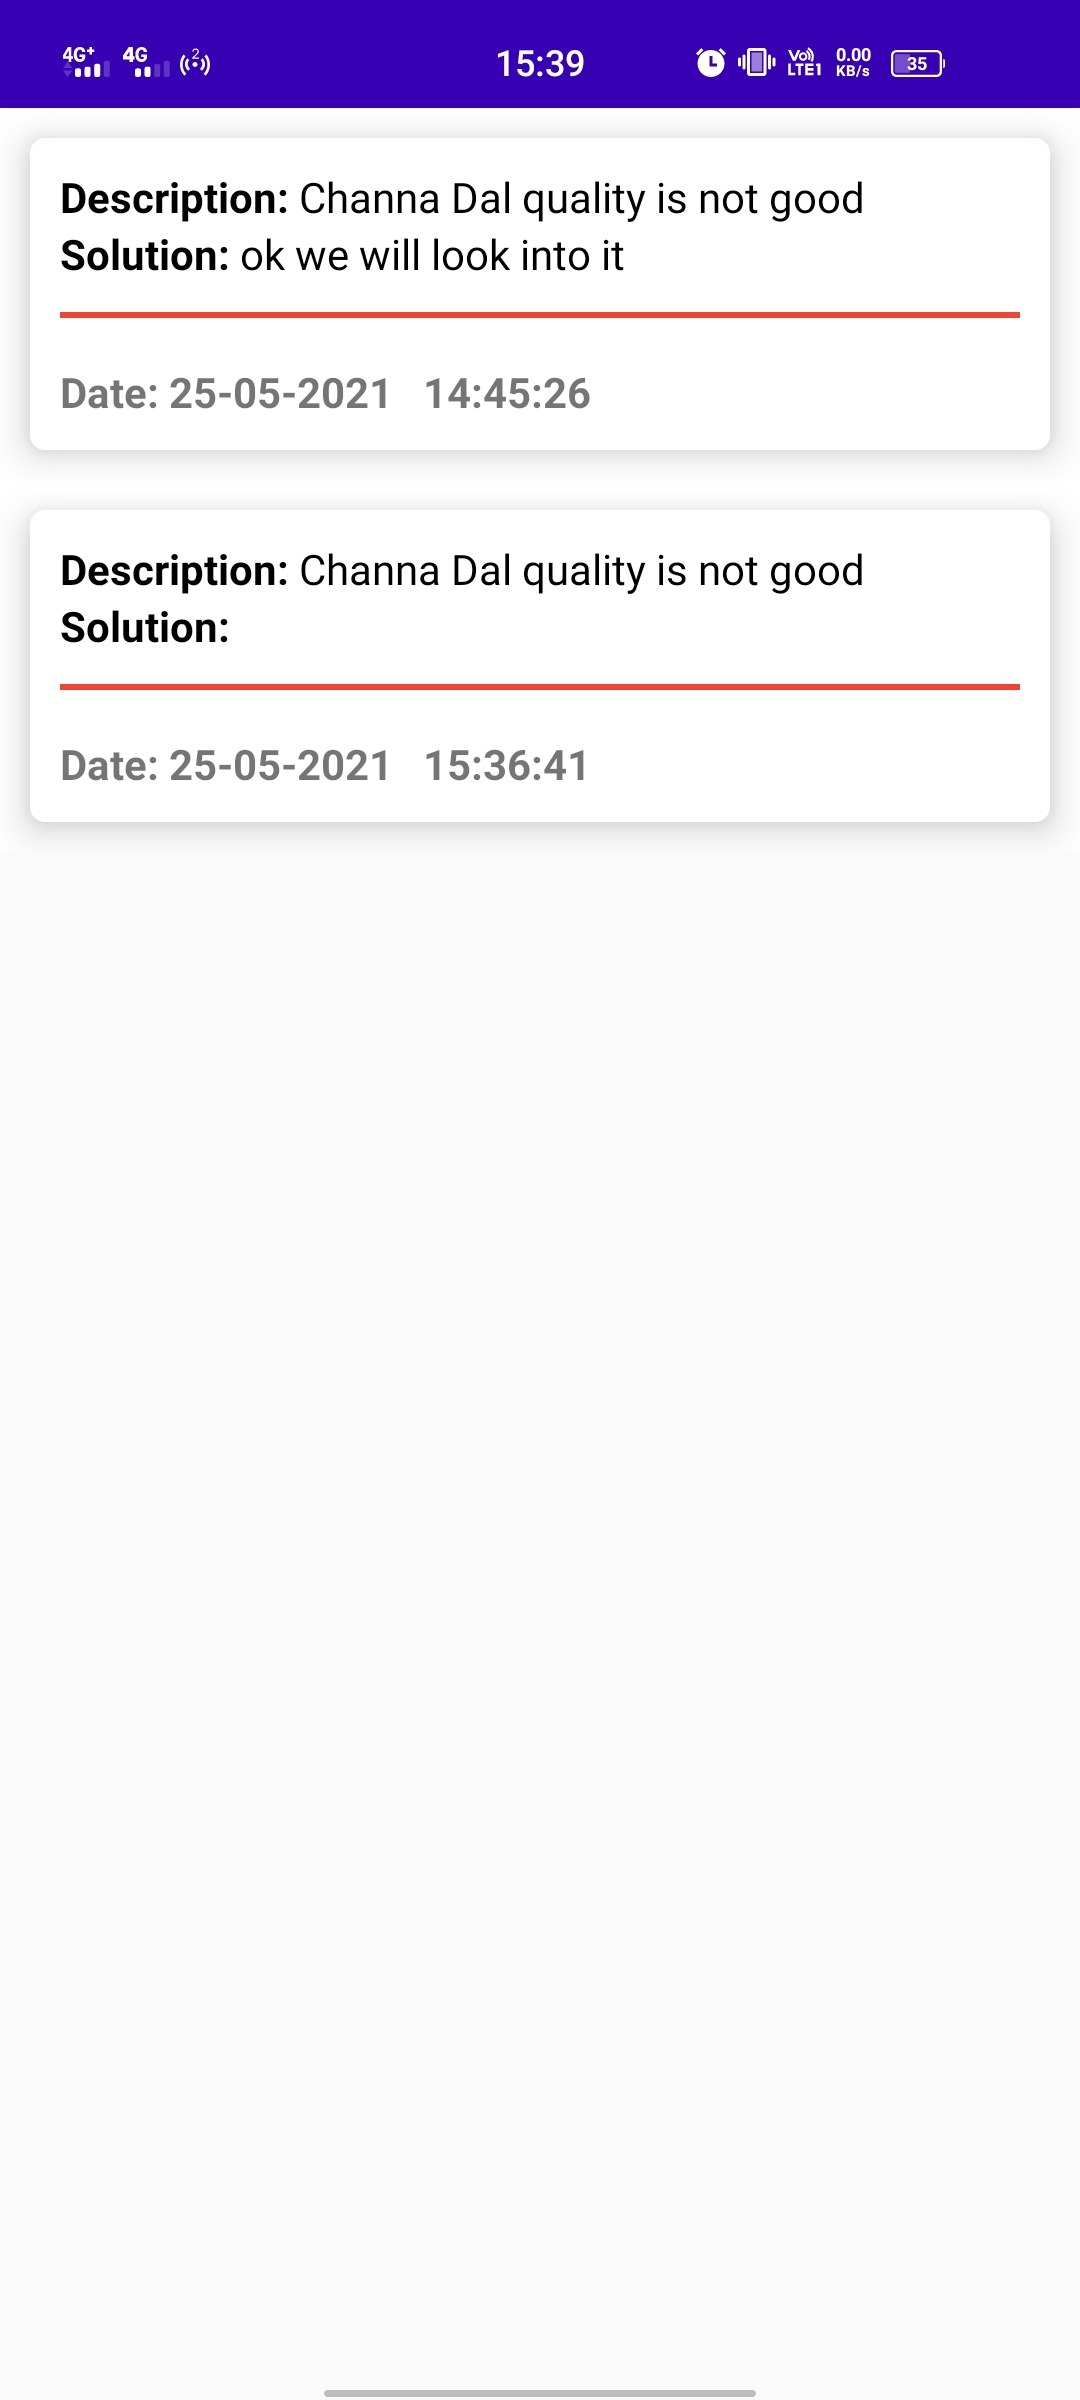 4G+ 4G 2 15:39 Vo) LTE1 0.00 KB/s 35
Description: Channa Dal quality is not good
Solution: ok we will look into it
Date: 25-05-2021 14:45:26
Description: Channa Dal quality is not good
Solution:
Date: 25-05-2021 15:36:41